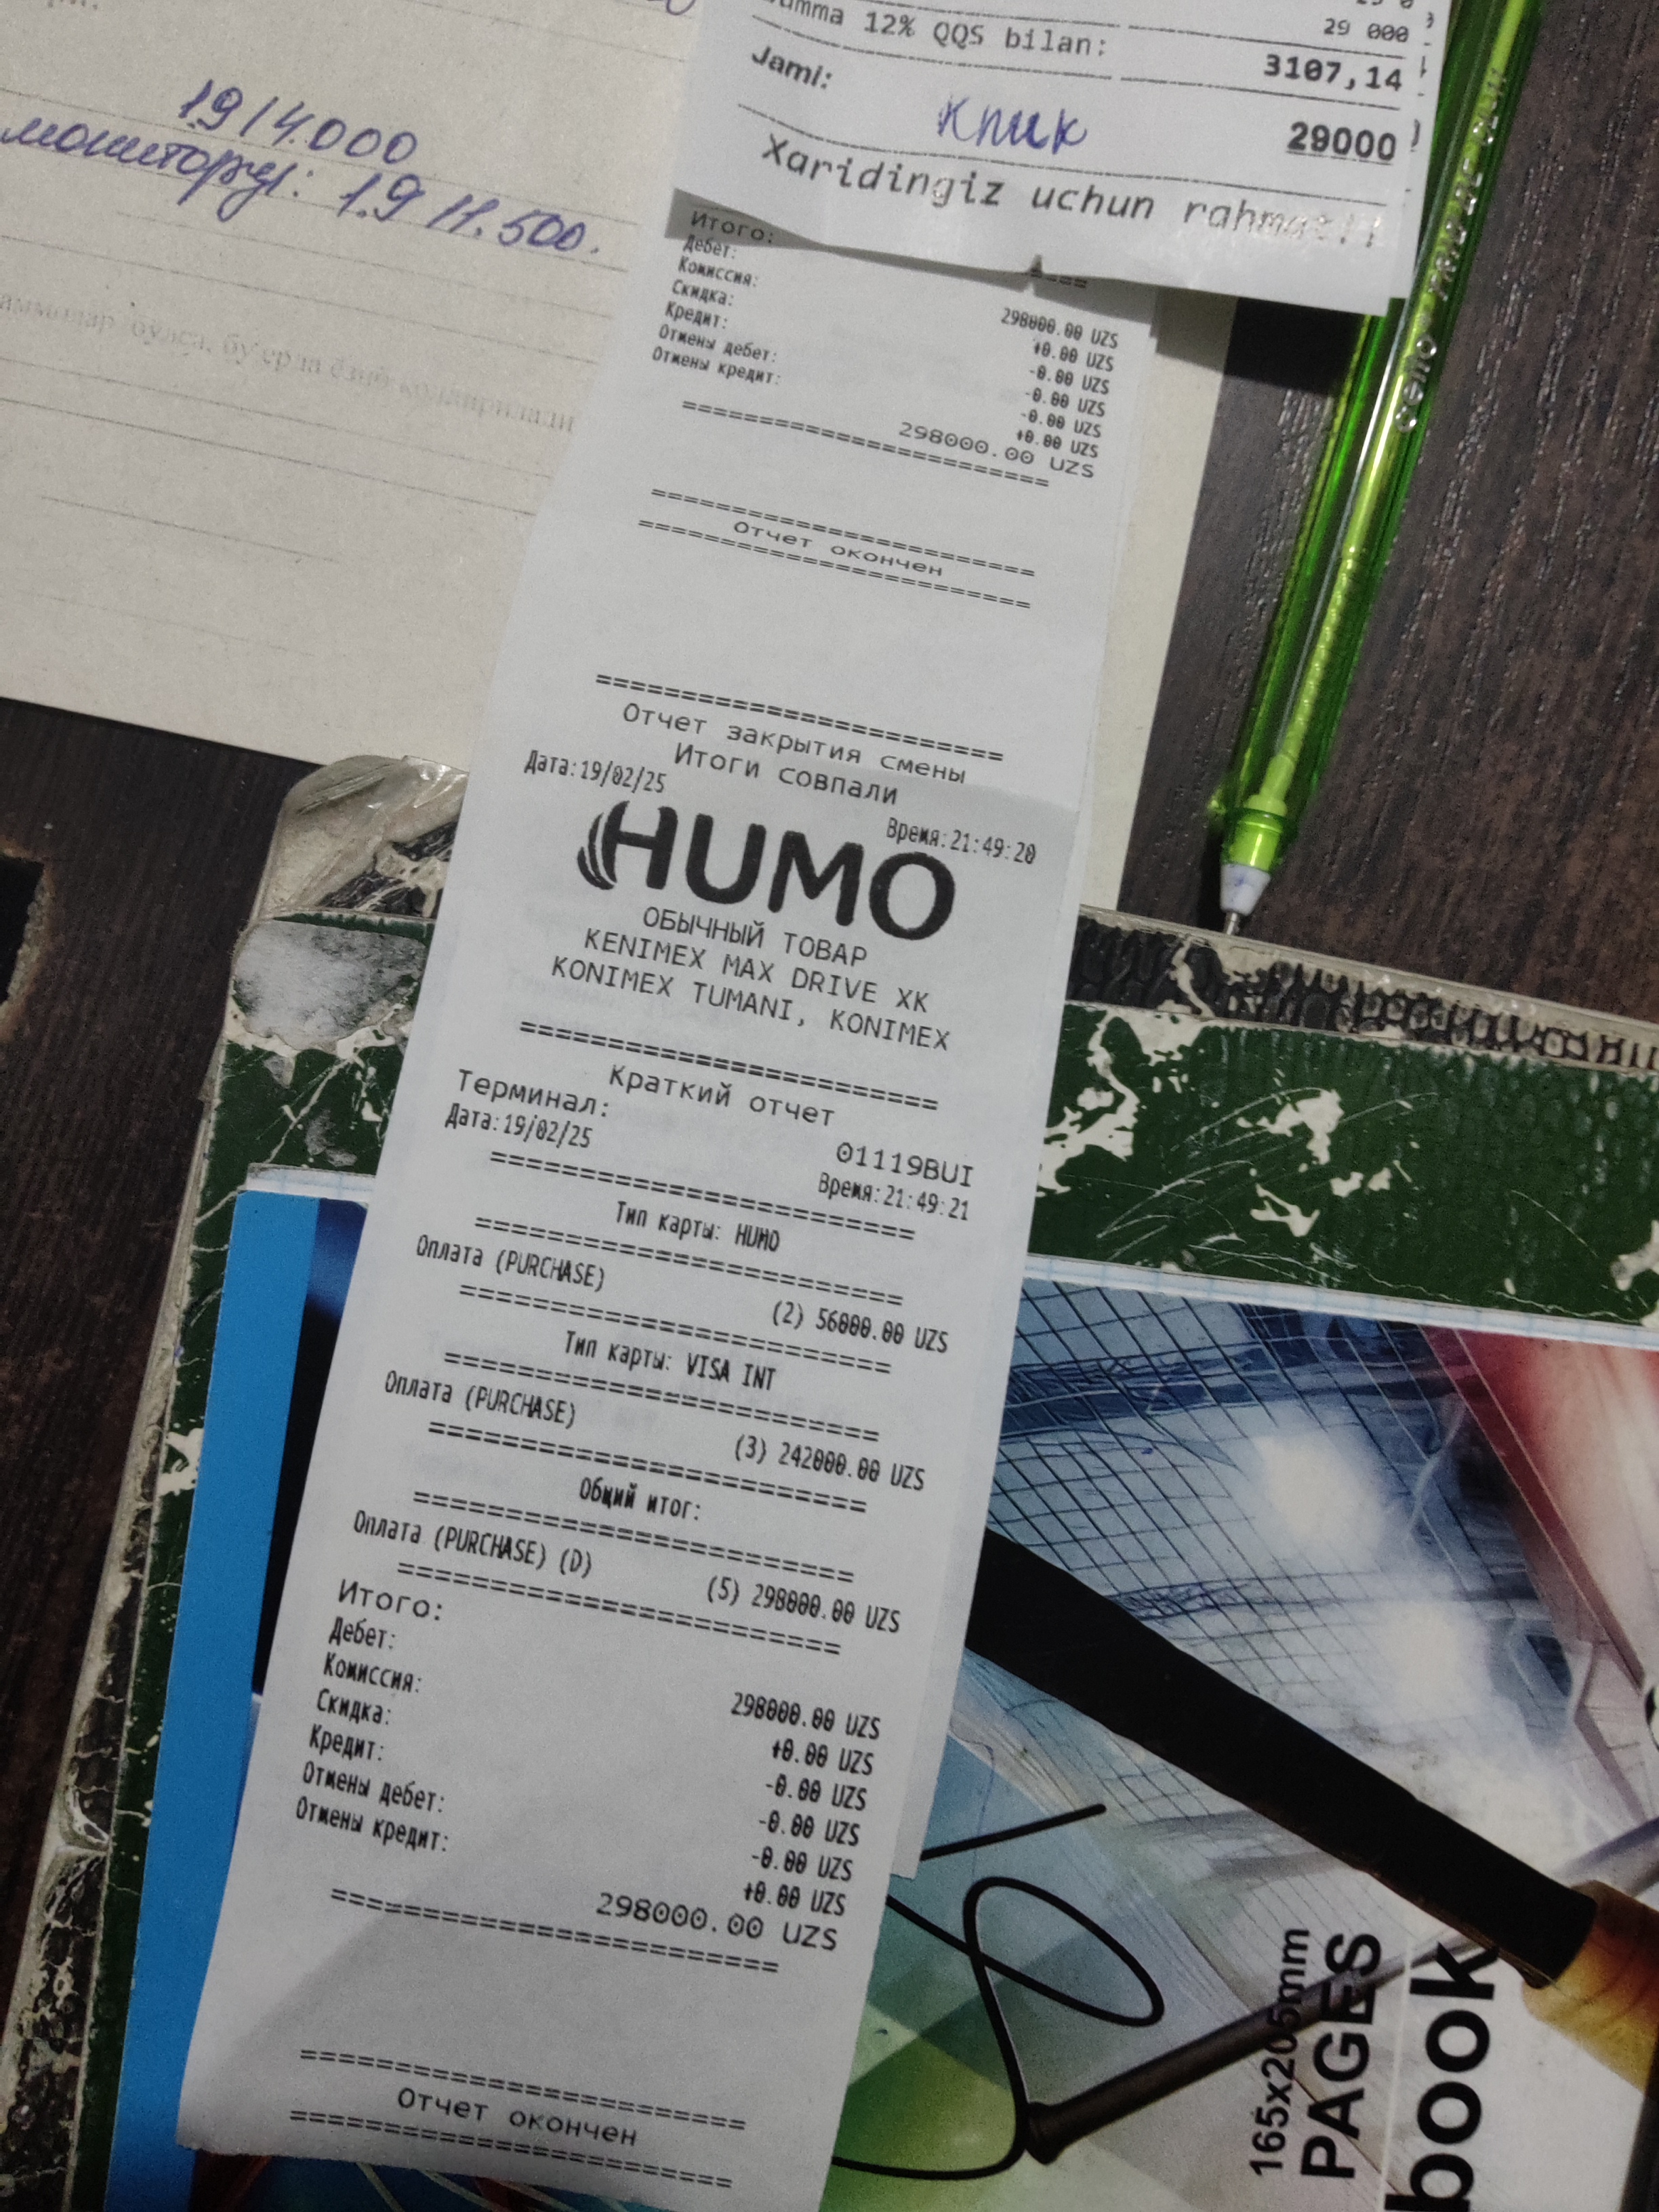 19/4.000
мониторд: 1.9 11.500.
29 000
12% QQS bilan:
3107,14
Jami:
клик
29000
Xaridingiz uchun rahmat!!
Итого:
Дебет:
298000.00 UZS
Комиссия:
+0.00 UZS
Скидка:
-0.00 UZS
Кредит:
-0.00 UZS
Отмены дебет:
-0.00 UZS
Отмены кредит:
+0.00 UZS
298000.00 UZS
=====================
=====================
Отчет окончен
=====================
=====================
Отчет закрытия смены
Итоги совпали
Дата:19/02/25 Время:21:49:20
HUMO
ОБЫЧНЫЙ ТОВАР
KENIMEX MAX DRIVE XK
KONIMEX TUMANI, KONIMEX
=====================
Краткий отчет
Терминал: 01119BUI
Дата:19/02/25 Время:21:49:21
=====================
Тип карты: HUMO
=====================
Оплата (PURCHASE)
(2) 56000.00 UZS
=====================
Тип карты: VISA INT
=====================
Оплата (PURCHASE)
(3) 242000.00 UZS
=====================
Общий итог:
=====================
Оплата (PURCHASE) (D)
(5) 298000.00 UZS
=====================
Итого:
Дебет:
298000.00 UZS
Комиссия:
+0.00 UZS
Скидка:
-0.00 UZS
Кредит:
-0.00 UZS
Отмены дебет:
-0.00 UZS
Отмены кредит:
+0.00 UZS
298000.00 UZS
=====================
=====================
Отчет окончен
=====================
cello
165x205mm
PAGES
book